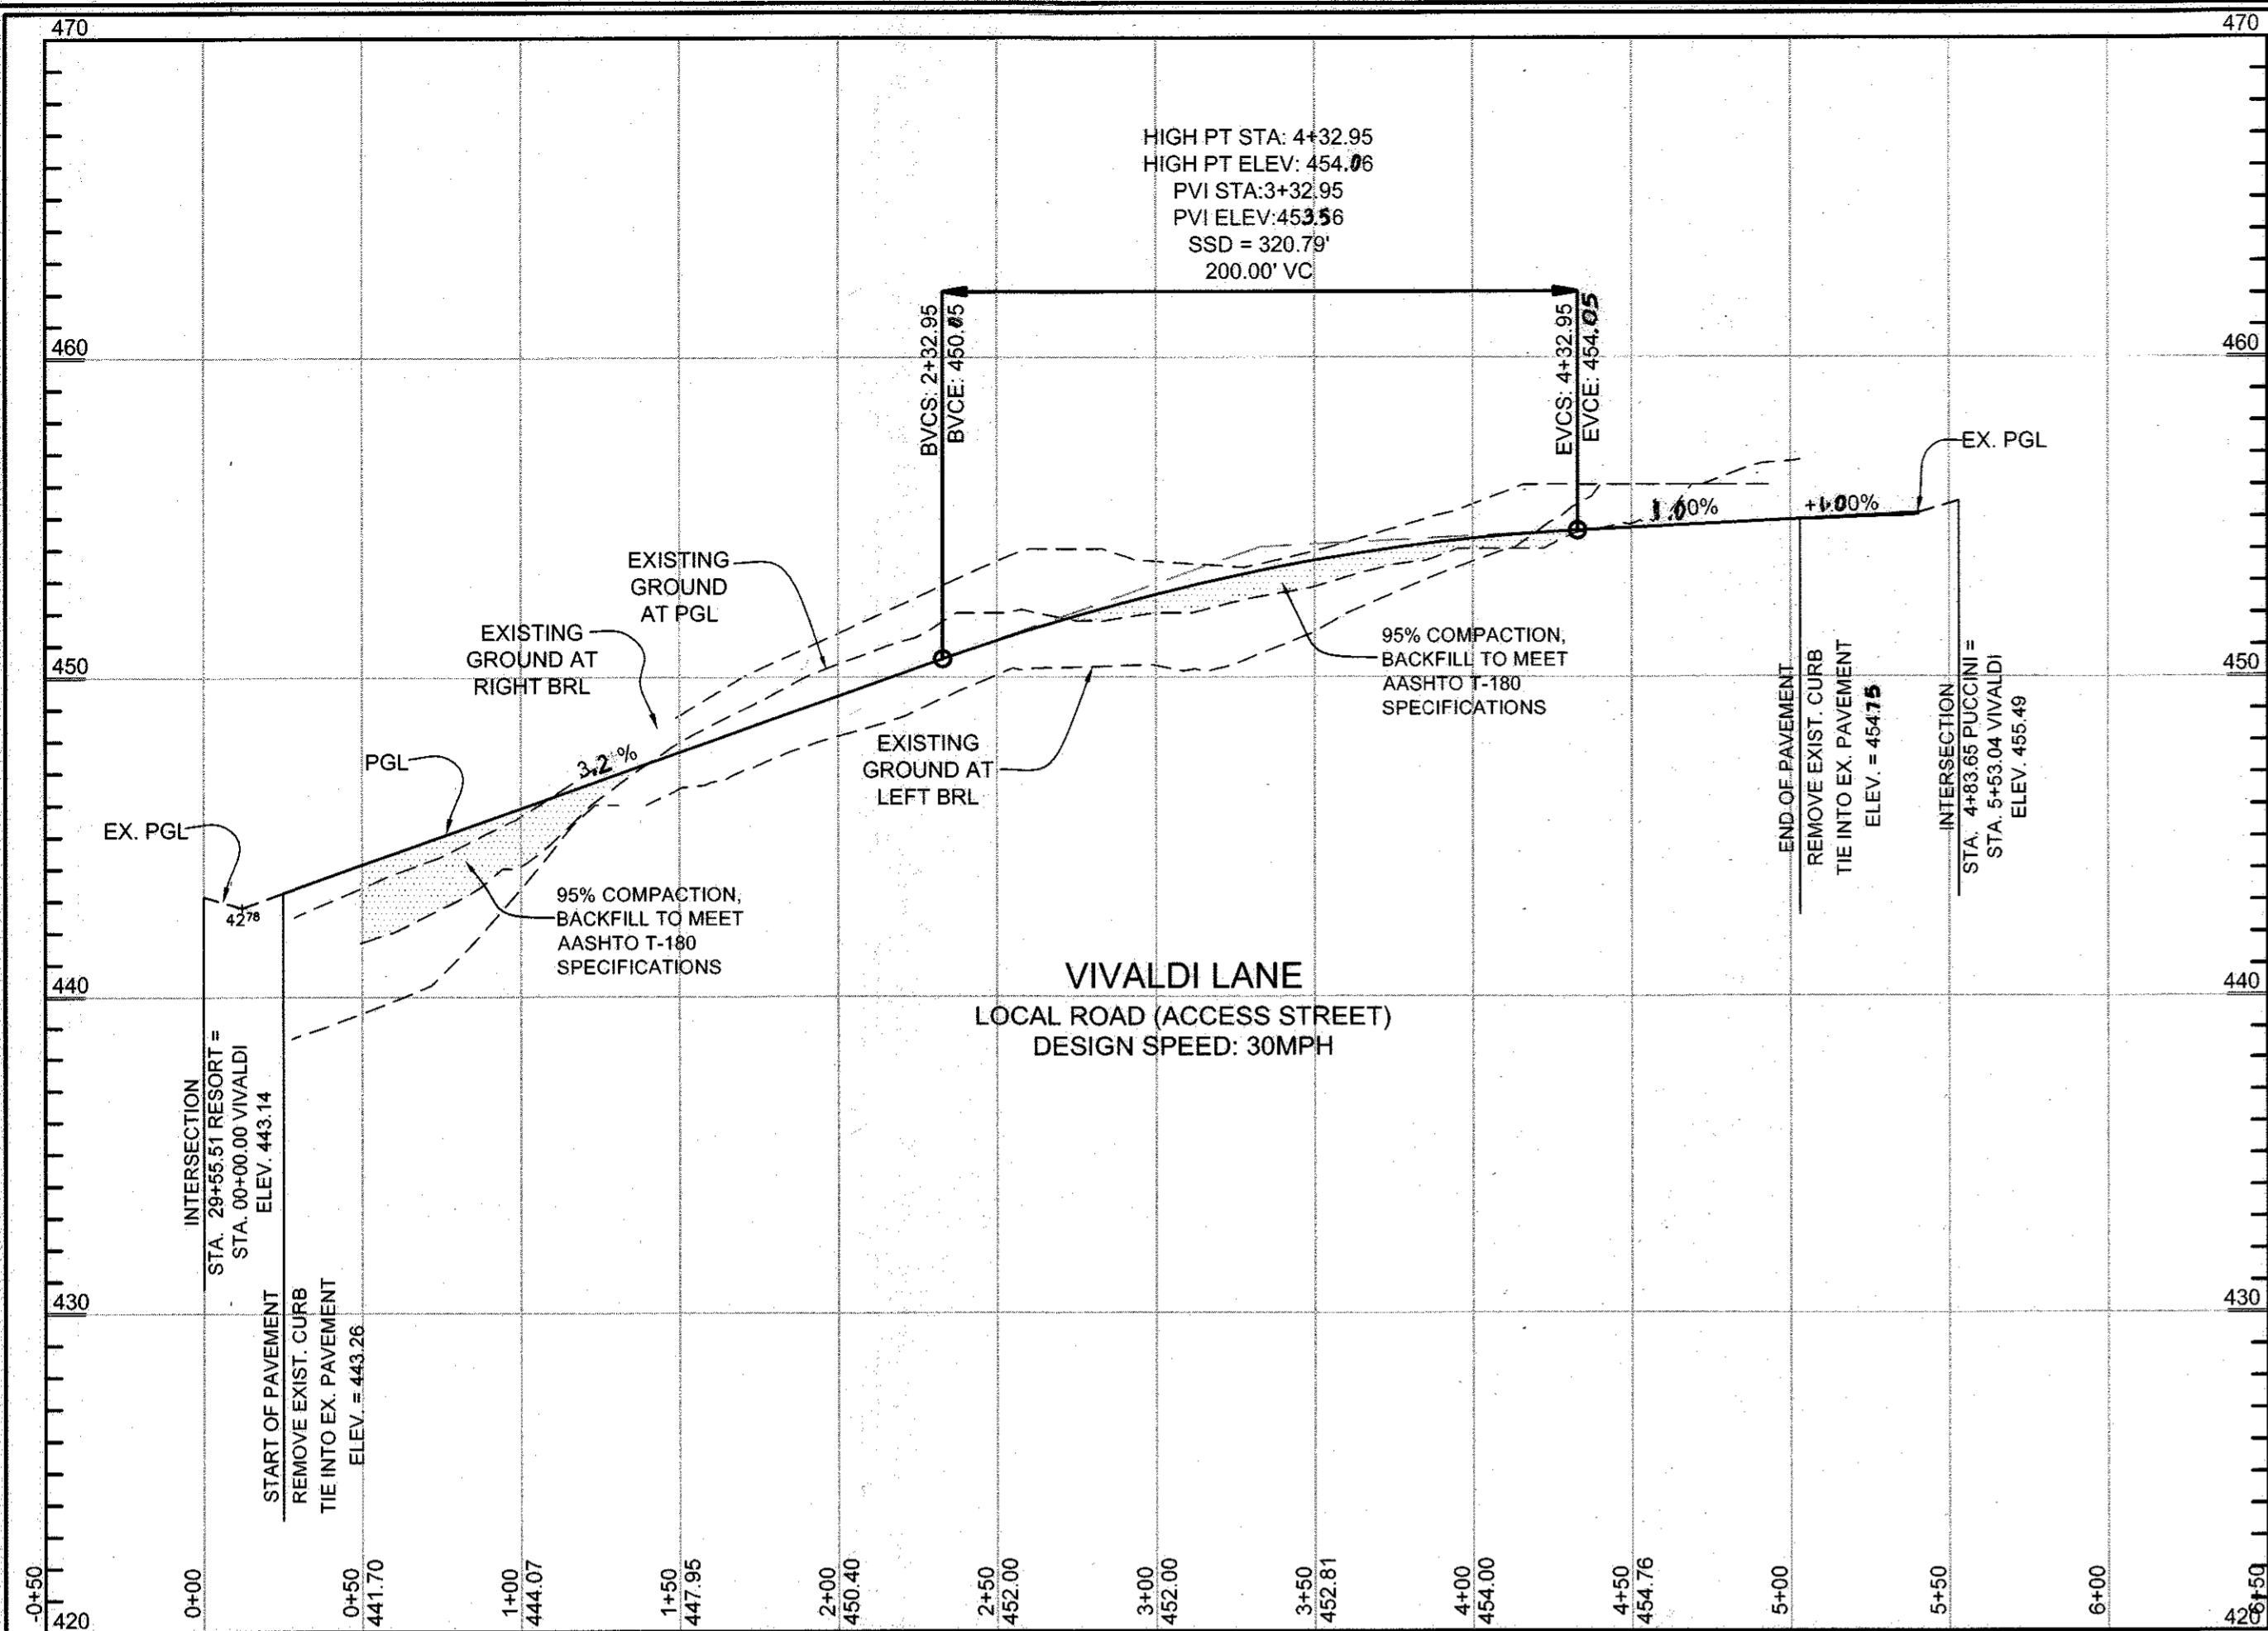 470
470
HIGH PT STA: 4+32.95
HIGH PT ELEV: 454.06
PVI STA:3+32.95
PVI ELEV:453.56
SSD = 320.79'
200.00' VC
BVCS: 2+32.95
BVCE: 450.05
EVCS: 4+32.95
EVCE: 454.05
460
460
EX. PGL
1.00%
+1.00%
EXISTING
GROUND
AT PGL
EXISTING
GROUND AT
RIGHT BRL
95% COMPACTION,
BACKFILL TO MEET
AASHTO T-180
SPECIFICATIONS
450
450
EXISTING
GROUND AT
LEFT BRL
PGL
3.2%
EX. PGL
42⁷⁸
95% COMPACTION,
BACKFILL TO MEET
AASHTO T-180
SPECIFICATIONS
END OF PAVEMENT
REMOVE EXIST. CURB
TIE INTO EX. PAVEMENT
ELEV. = 454.75
INTERSECTION
STA. 4+83.65 PUCCINI =
STA. 5+53.04 VIVALDI
ELEV. 455.49
440
440
VIVALDI LANE
LOCAL ROAD (ACCESS STREET)
DESIGN SPEED: 30MPH
INTERSECTION
STA. 29+55.51 RESORT =
STA. 00+00.00 VIVALDI
ELEV. 443.14
430
430
START OF PAVEMENT
REMOVE EXIST. CURB
TIE INTO EX. PAVEMENT
ELEV. = 443.26
-0+50
0+00
0+50
441.70
1+00
444.07
1+50
447.95
2+00
450.40
2+50
452.00
3+00
452.00
3+50
452.81
4+00
454.00
4+50
454.76
5+00
5+50
6+00
6+50
420
420